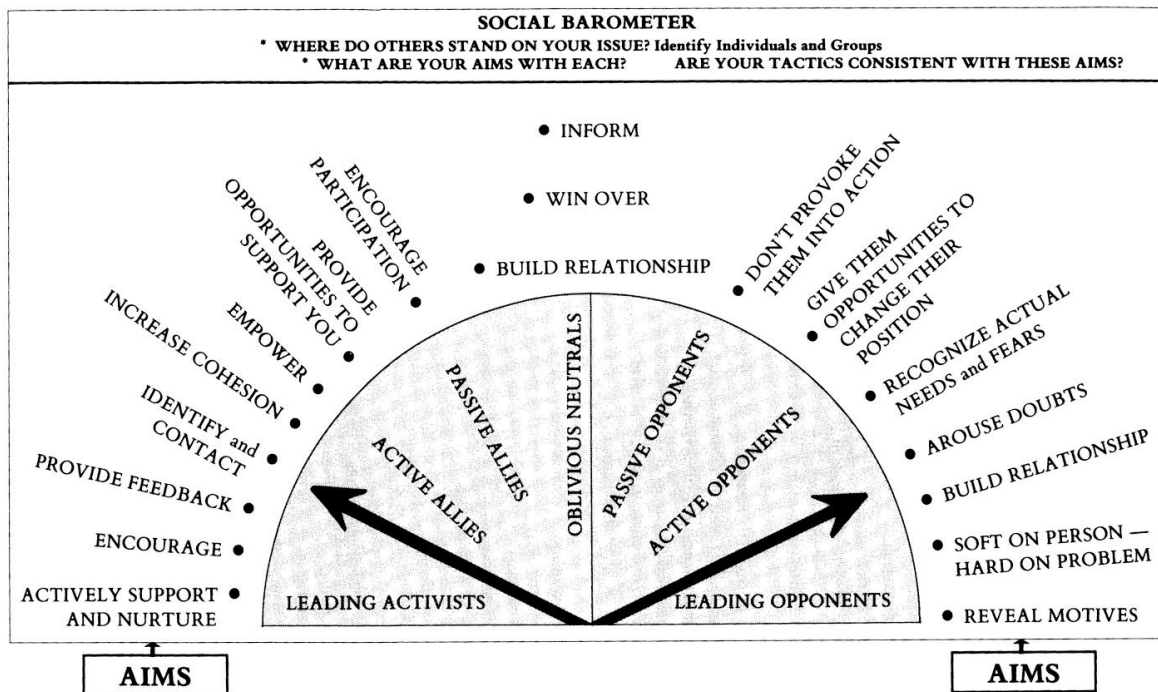 SOCIAL BAROMETER
* WHERE DO OTHERS STAND ON YOUR ISSUE? Identify Individuals and Groups
* WHAT ARE YOUR AIMS WITH EACH? ARE YOUR TACTICS CONSISTENT WITH THESE AIMS?
• INFORM
• WIN OVER
• BUILD RELATIONSHIP
ENCOURAGE
PARTICIPATION •
PROVIDE
OPPORTUNITIES TO
SUPPORT YOU •
EMPOWER •
INCREASE COHESION •
IDENTIFY and
CONTACT •
PROVIDE FEEDBACK •
ENCOURAGE •
ACTIVELY SUPPORT •
AND NURTURE
• DON'T PROVOKE
THEM INTO ACTION
• GIVE THEM
OPPORTUNITIES TO
CHANGE THEIR
POSITION
• RECOGNIZE ACTUAL
NEEDS and FEARS
• AROUSE DOUBTS
• BUILD RELATIONSHIP
• SOFT ON PERSON —
HARD ON PROBLEM
• REVEAL MOTIVES
LEADING ACTIVISTS
ACTIVE ALLIES
PASSIVE ALLIES
OBLIVIOUS NEUTRALS
PASSIVE OPPONENTS
ACTIVE OPPONENTS
LEADING OPPONENTS
AIMS
AIMS